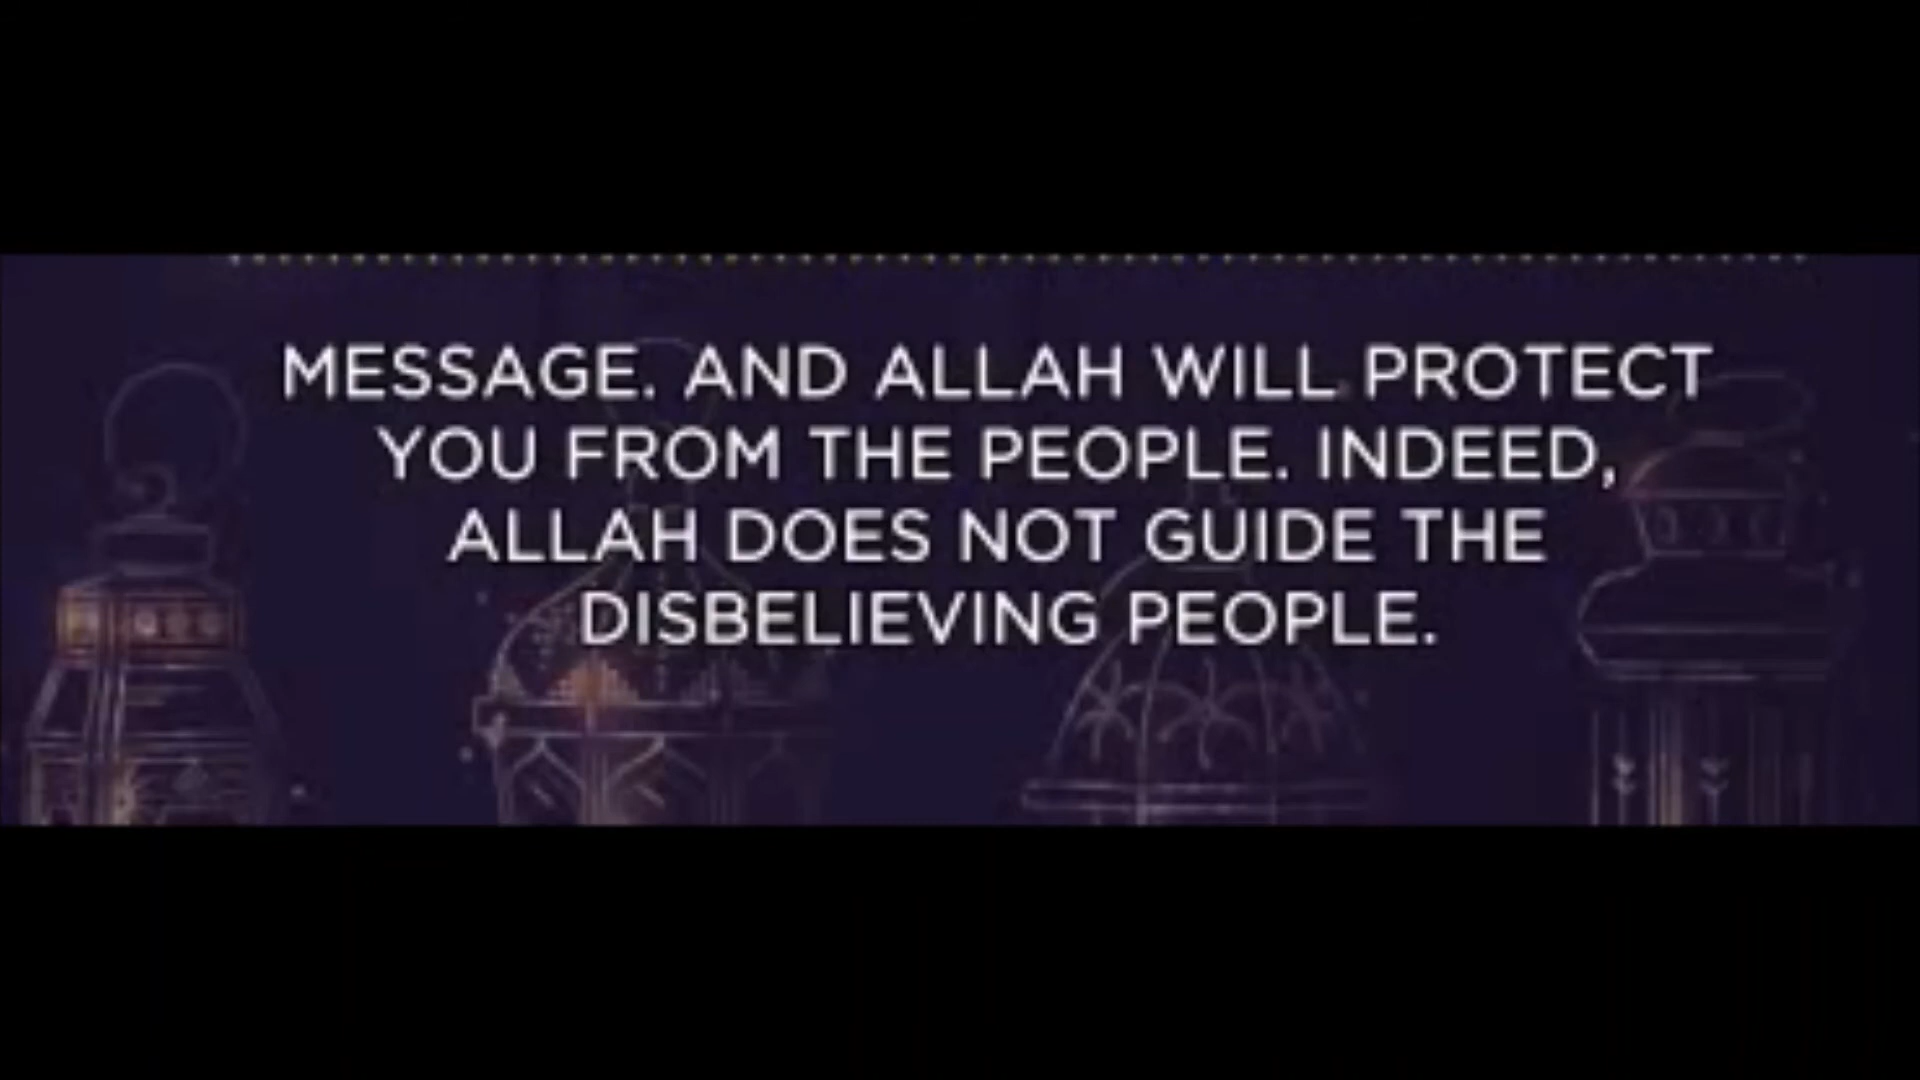 MESSAGE. AND ALLAH WILL PROTECT
YOU FROM THE PEOPLE. INDEED,
ALLAH DOES NOT GUIDE THE
DISBELIEVING PEOPLE.